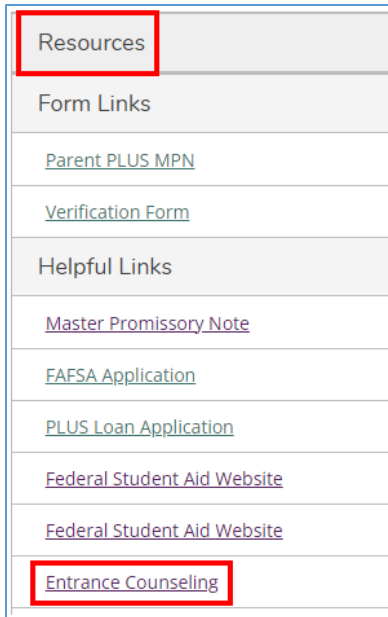 Resources
Form Links
Parent PLUS MPN
Verification Form
Helpful Links
Master Promissory Note
FAFSA Application
PLUS Loan Application
Federal Student Aid Website
Federal Student Aid Website
Entrance Counseling